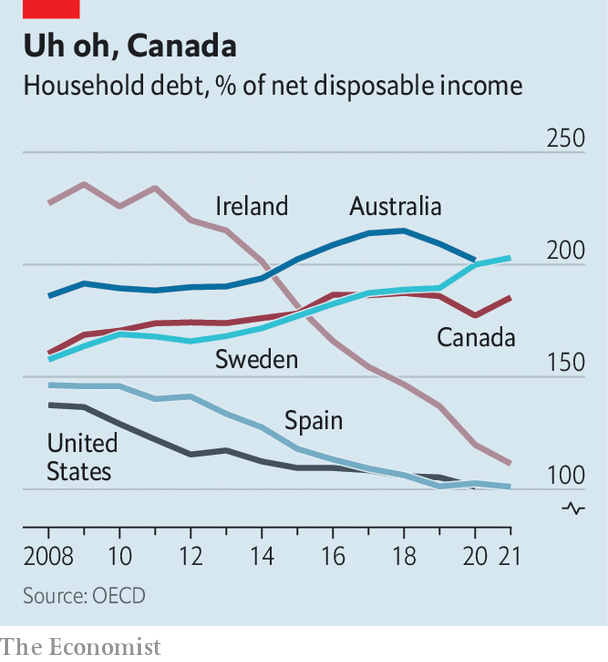 Uh oh, Canada
Household debt, % of net disposable income
250
Ireland
Australia
200
Canada
Sweden
150
Spain
United
States
100
2008 10 12 14 16 18 20 21
Source: OECD
The Economist